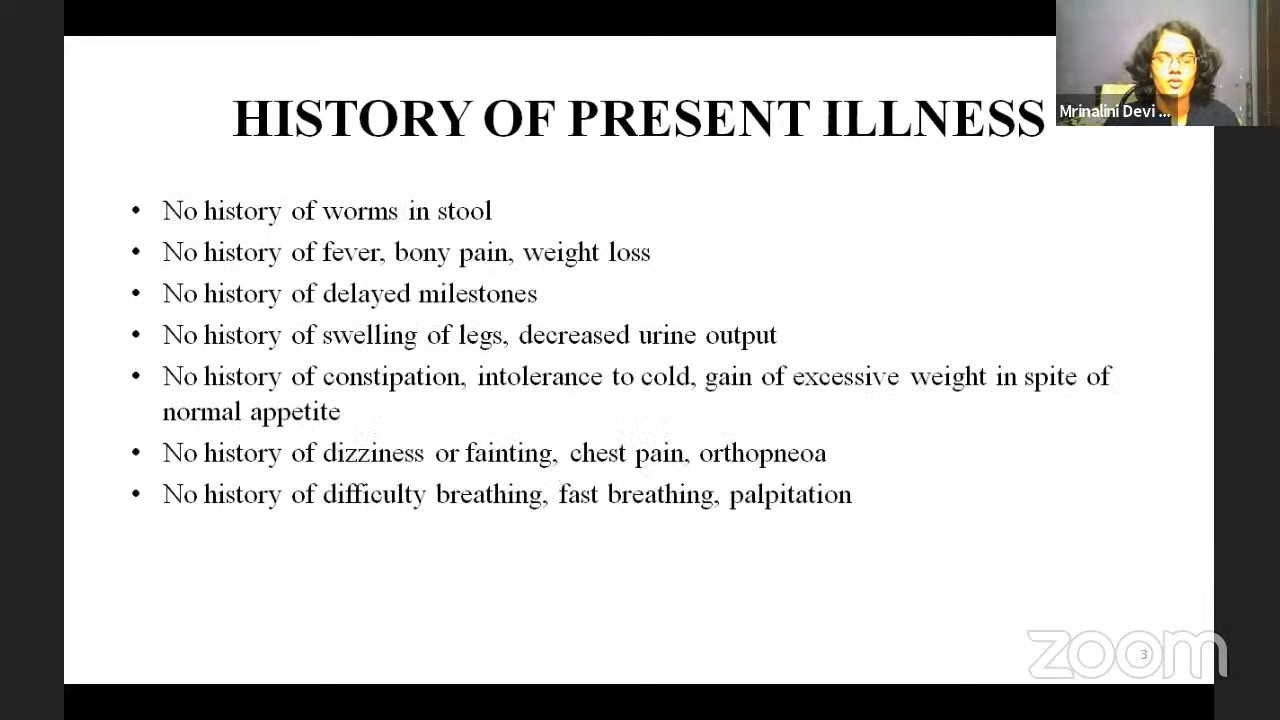 HISTORY OF PRESENT ILLNESS
Mrinalini Devi ...
• No history of worms in stool
• No history of fever, bony pain, weight loss
• No history of delayed milestones
• No history of swelling of legs, decreased urine output
• No history of constipation, intolerance to cold, gain of excessive weight in spite of
normal appetite
• No history of dizziness or fainting, chest pain, orthopneoa
• No history of difficulty breathing, fast breathing, palpitation
zoom
3